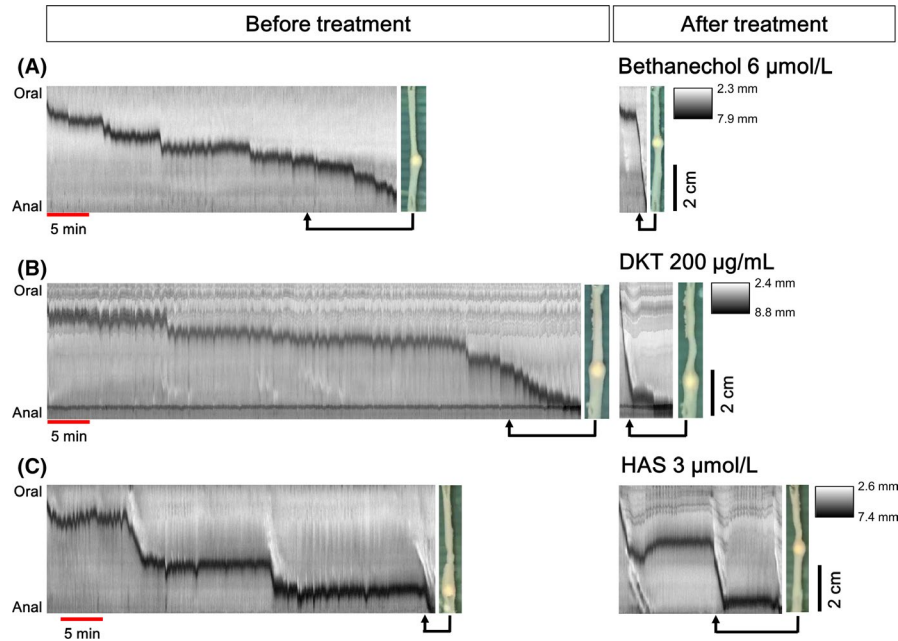 Before treatment
After treatment
(A)
Bethanechol 6 µmol/L
Oral
Anal
5 min
2.3 mm
7.9 mm
2 cm
(B)
DKT 200 µg/mL
Oral
Anal
5 min
2.4 mm
8.8 mm
2 cm
(C)
HAS 3 µmol/L
Oral
Anal
5 min
2.6 mm
7.4 mm
2 cm